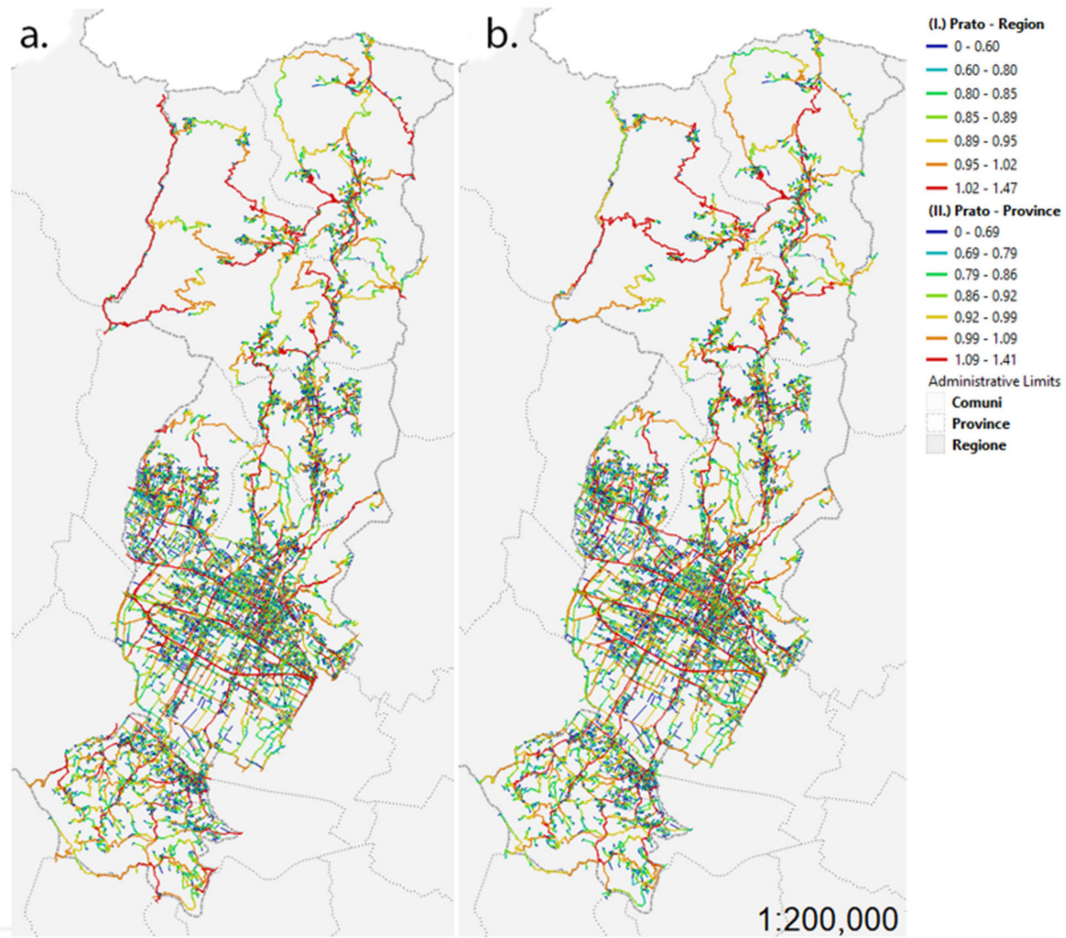 a.
b.
(I.) Prato - Region
0 - 0.60
0.60 - 0.80
0.80 - 0.85
0.85 - 0.89
0.89 - 0.95
0.95 - 1.02
1.02 - 1.47
(II.) Prato - Province
0 - 0.69
0.69 - 0.79
0.79 - 0.86
0.86 - 0.92
0.92 - 0.99
0.99 - 1.09
1.09 - 1.41
Administrative Limits
Comuni
Province
Regione
1:200,000